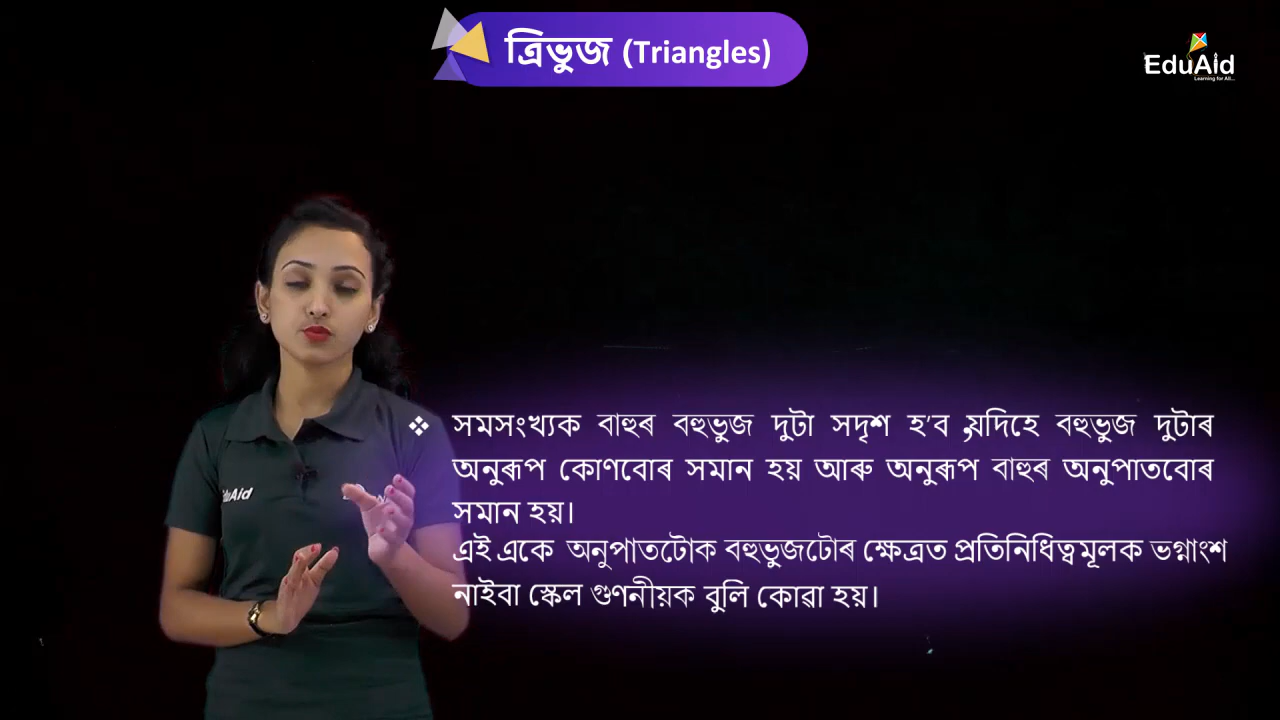 ত্ৰিভুজ (Triangles)
EduAid
Learning for All...
❖ সমসংখ্যক বাহুৰ বহুভুজ দুটা সদৃশ হ'ব যদিহে বহুভুজ দুটাৰ
অনুৰূপ কোণবোৰ সমান হয় আৰু অনুৰূপ বাহুৰ অনুপাতবোৰ
সমান হয়।
এই একে অনুপাতটোক বহুভুজটোৰ ক্ষেত্ৰত প্ৰতিনিধিত্বমূলক ভগ্নাংশ
নাইবা স্কেল গুণনীয়ক বুলি কোৱা হয়।
EduAid